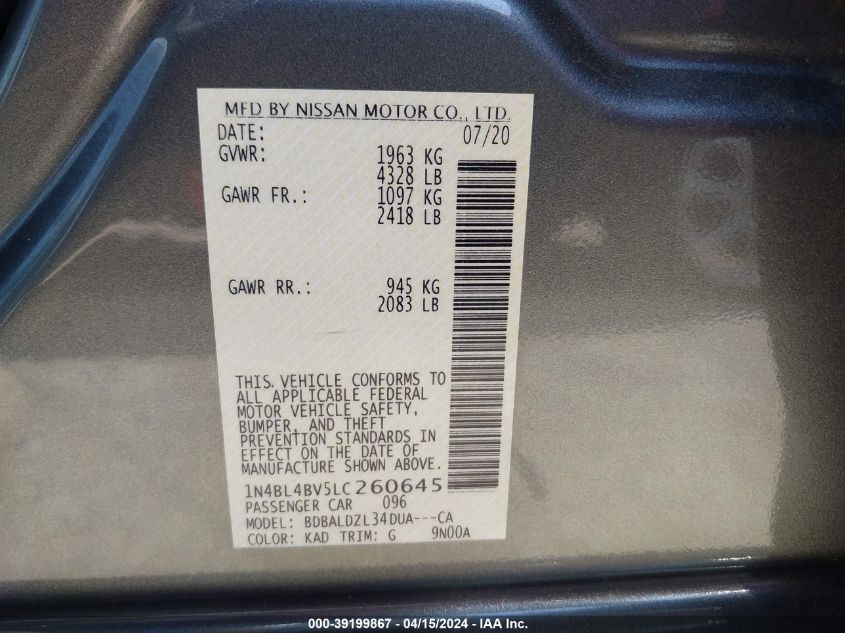 MFD BY NISSAN MOTOR CO., LTD.
DATE: 07/20
GVWR: 1963 KG
4328 LB
GAWR FR.: 1097 KG
2418 LB
GAWR RR.: 945 KG
2083 LB
THIS VEHICLE CONFORMS TO
ALL APPLICABLE FEDERAL
MOTOR VEHICLE SAFETY,
BUMPER, AND THEFT
PREVENTION STANDARDS IN
EFFECT ON THE DATE OF
MANUFACTURE SHOWN ABOVE.
1N4BL4BV5LC260645
PASSENGER CAR 096
MODEL: BDBALDZL34DUA---CA
COLOR: KAD TRIM: G 9N00A
000-39199867 - 04/15/2024 - IAA Inc.